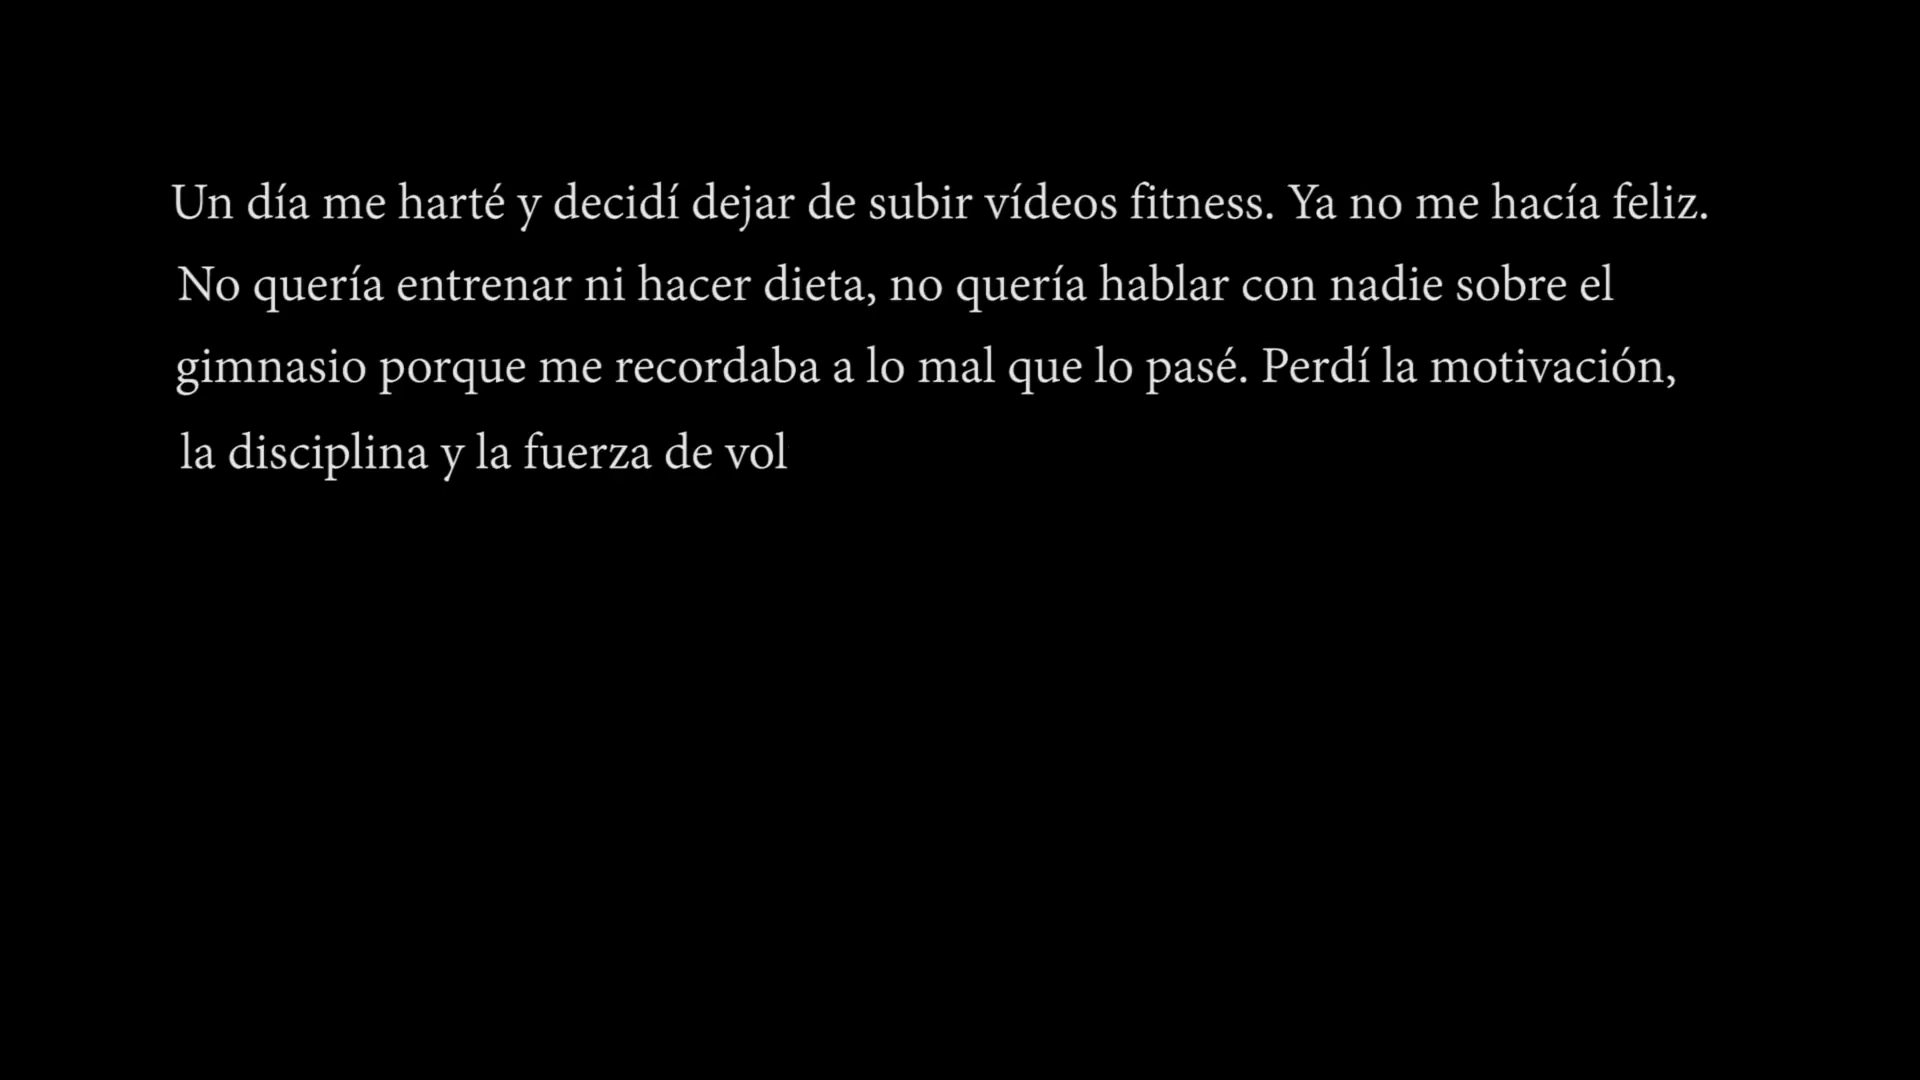 Un día me harté y decidí dejar de subir vídeos fitness. Ya no me hacía feliz.
No quería entrenar ni hacer dieta, no quería hablar con nadie sobre el
gimnasio porque me recordaba a lo mal que lo pasé. Perdí la motivación,
la disciplina y la fuerza de vol